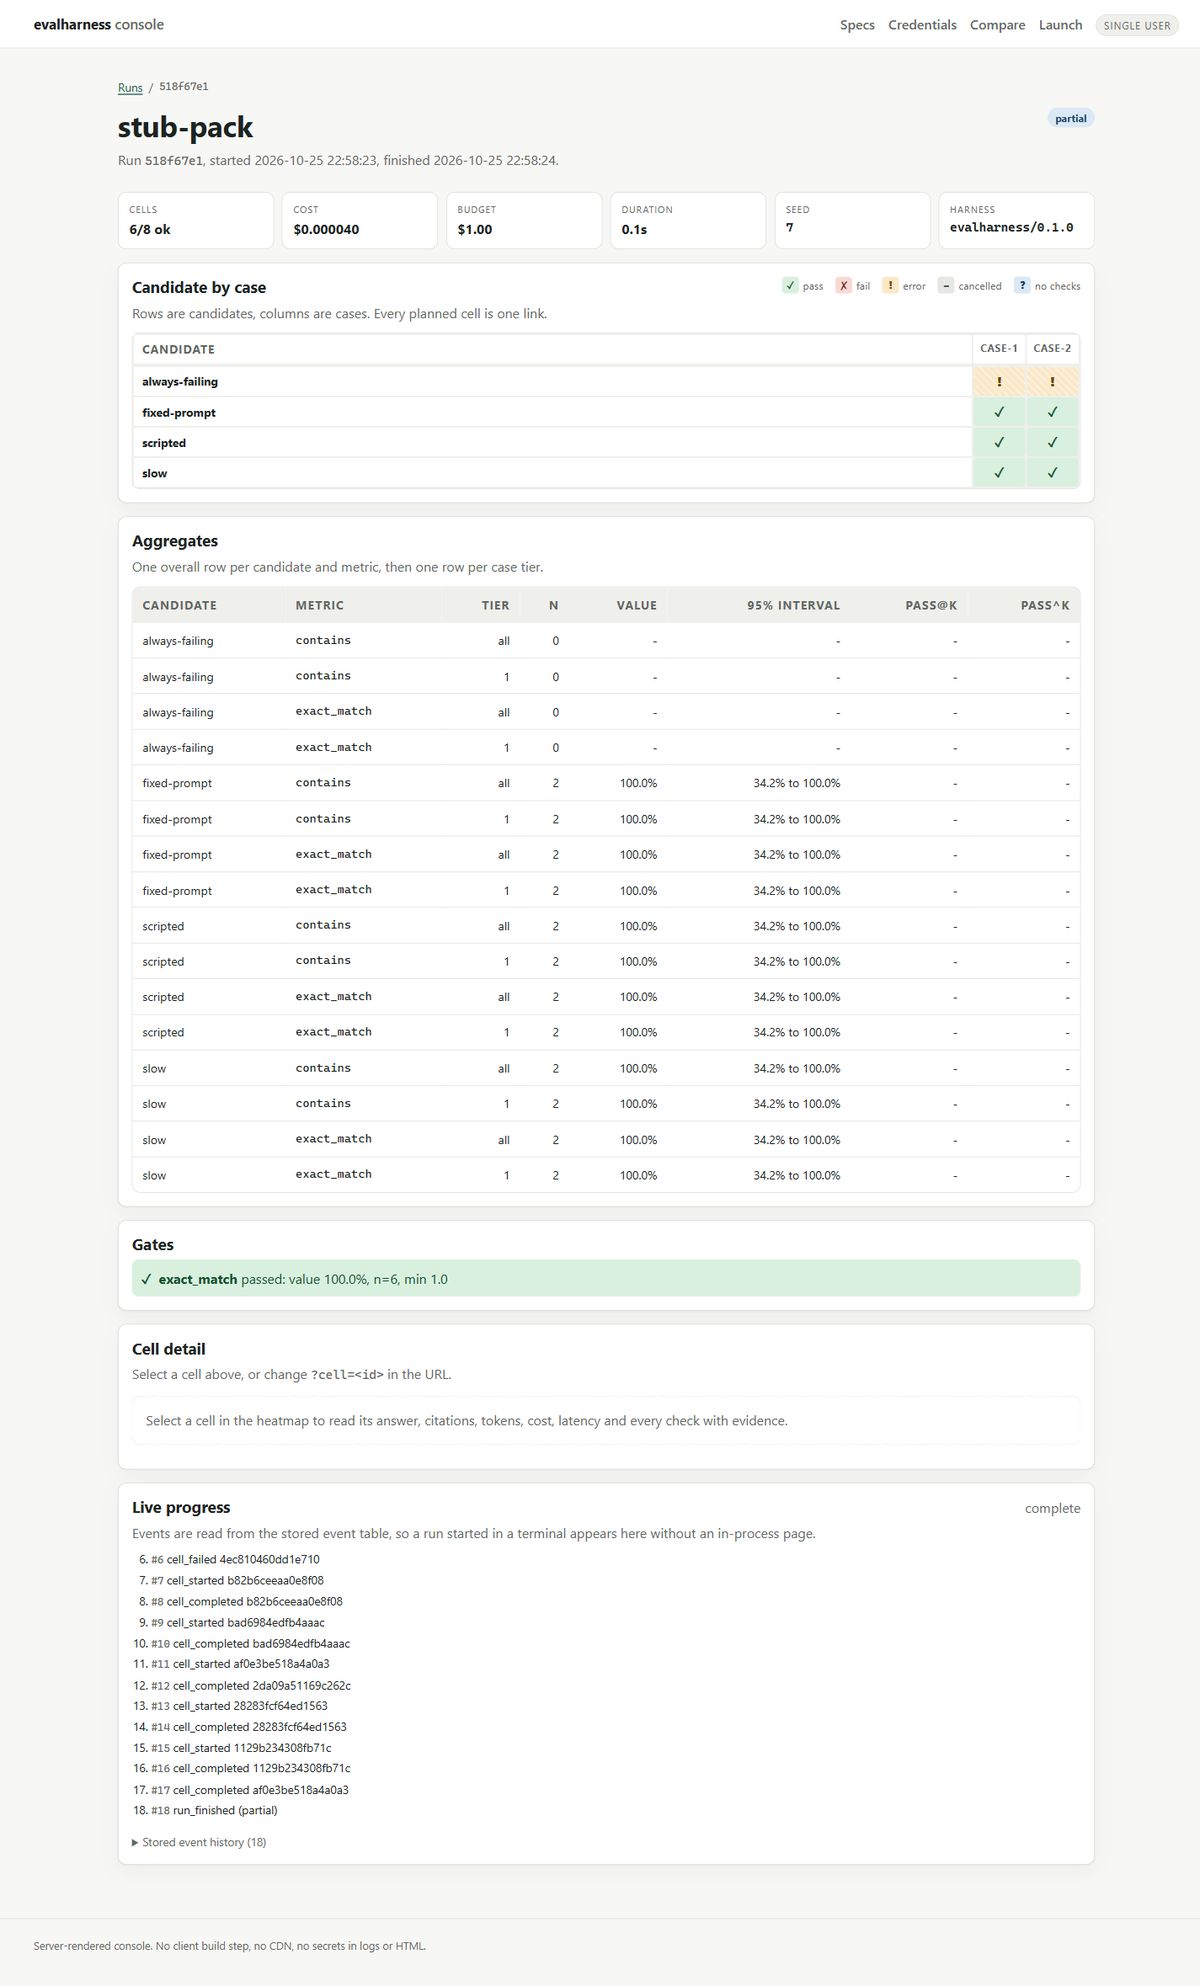 evalharness console
Specs Credentials Compare Launch SINGLE USER
Runs / 518f67e1
stub-pack
partial
Run 518f67e1, started 2026-10-25 22:58:23, finished 2026-10-25 22:58:24.
CELLS COST BUDGET DURATION SEED HARNESS
6/8 ok $0.000040 $1.00 0.1s 7 evalharness/0.1.0
Candidate by case
✓ pass ✗ fail ! error – cancelled ? no checks
Rows are candidates, columns are cases. Every planned cell is one link.
CANDIDATE CASE-1 CASE-2
always-failing ! !
fixed-prompt ✓ ✓
scripted ✓ ✓
slow ✓ ✓
Aggregates
One overall row per candidate and metric, then one row per case tier.
CANDIDATE METRIC TIER N VALUE 95% INTERVAL PASS@K PASS^K
always-failing contains all 0 - - - -
always-failing contains 1 0 - - - -
always-failing exact_match all 0 - - - -
always-failing exact_match 1 0 - - - -
fixed-prompt contains all 2 100.0% 34.2% to 100.0% - -
fixed-prompt contains 1 2 100.0% 34.2% to 100.0% - -
fixed-prompt exact_match all 2 100.0% 34.2% to 100.0% - -
fixed-prompt exact_match 1 2 100.0% 34.2% to 100.0% - -
scripted contains all 2 100.0% 34.2% to 100.0% - -
scripted contains 1 2 100.0% 34.2% to 100.0% - -
scripted exact_match all 2 100.0% 34.2% to 100.0% - -
scripted exact_match 1 2 100.0% 34.2% to 100.0% - -
slow contains all 2 100.0% 34.2% to 100.0% - -
slow contains 1 2 100.0% 34.2% to 100.0% - -
slow exact_match all 2 100.0% 34.2% to 100.0% - -
slow exact_match 1 2 100.0% 34.2% to 100.0% - -
Gates
✓ exact_match passed: value 100.0%, n=6, min 1.0
Cell detail
Select a cell above, or change ?cell=<id> in the URL.
Select a cell in the heatmap to read its answer, citations, tokens, cost, latency and every check with evidence.
Live progress
complete
Events are read from the stored event table, so a run started in a terminal appears here without an in-process page.
6. #6 cell_failed 4ec810460dd1e710
7. #7 cell_started b82b6ceeaa0e8f08
8. #8 cell_completed b82b6ceeaa0e8f08
9. #9 cell_started bad6984edfb4aaac
10. #10 cell_completed bad6984edfb4aaac
11. #11 cell_started af0e3be518a4a0a3
12. #12 cell_completed 2da09a51169c262c
13. #13 cell_started 28283fcf64ed1563
14. #14 cell_completed 28283fcf64ed1563
15. #15 cell_started 1129b234308fb71c
16. #16 cell_completed 1129b234308fb71c
17. #17 cell_completed af0e3be518a4a0a3
18. #18 run_finished (partial)
▶ Stored event history (18)
Server-rendered console. No client build step, no CDN, no secrets in logs or HTML.